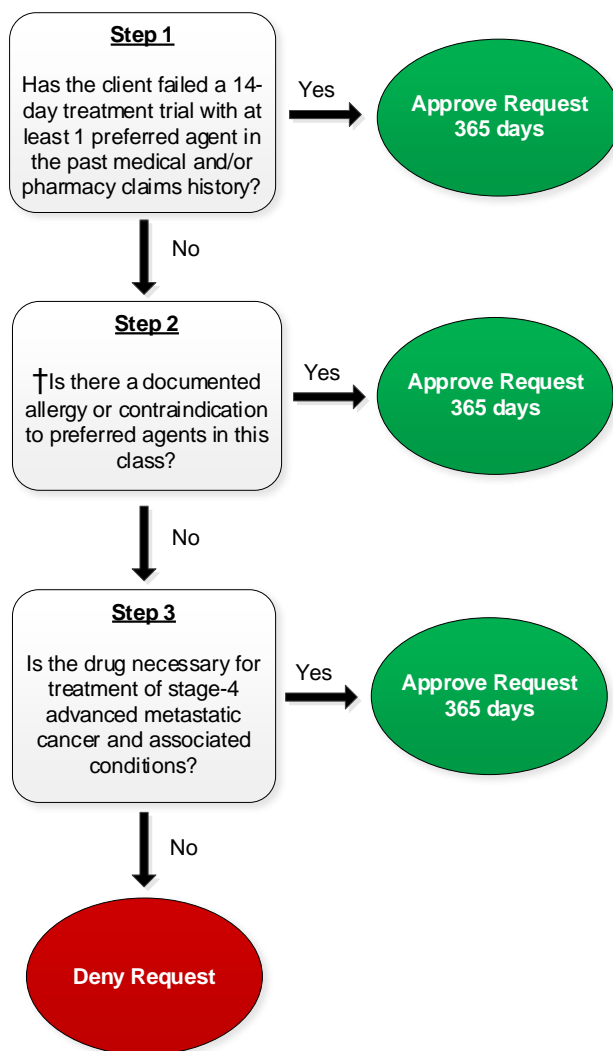 Step 1
Has the client failed a 14-
day treatment trial with at
least 1 preferred agent in
the past medical and/or
pharmacy claims history?
Yes
Approve Request
365 days
No
Step 2
†Is there a documented
allergy or contraindication
to preferred agents in this
class?
Yes
Approve Request
365 days
No
Step 3
Is the drug necessary for
treatment of stage-4
advanced metastatic
cancer and associated
conditions?
Yes
Approve Request
365 days
No
Deny Request